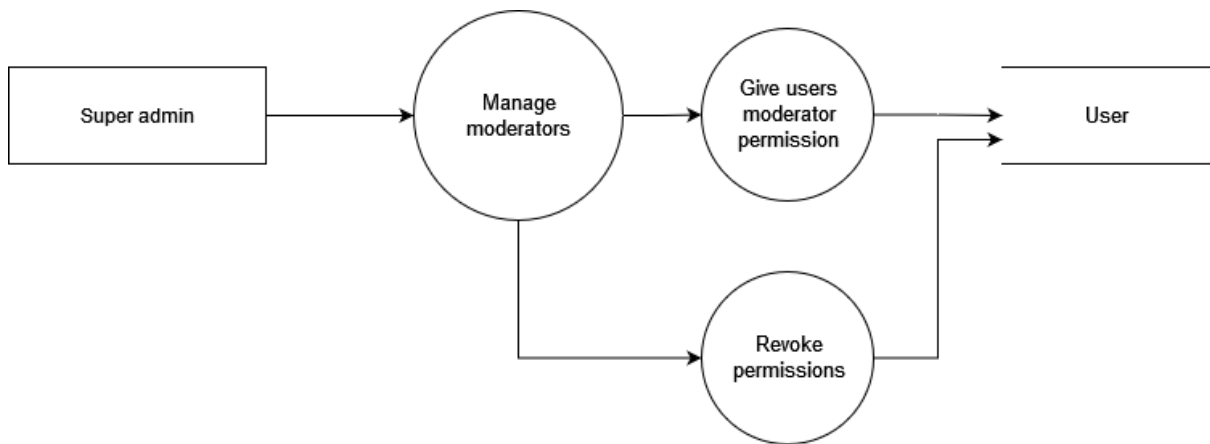 Super admin
Manage
moderators
Give users
moderator
permission
User
Revoke
permissions